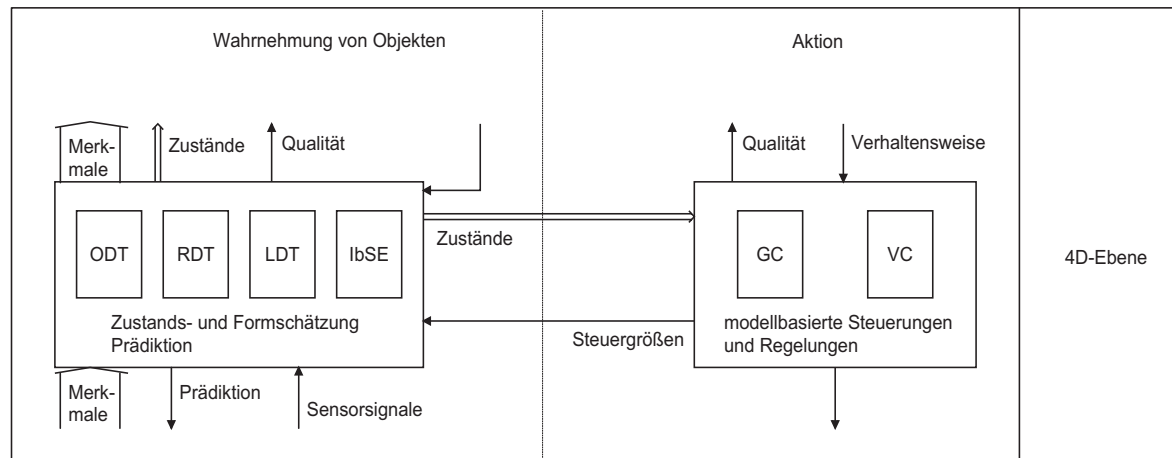 Wahrnehmung von Objekten
Aktion
Merk-
male
Zustände
Qualität
Qualität
Verhaltensweise
ODT
RDT
LDT
IbSE
Zustände
GC
VC
4D-Ebene
Zustands- und Formschätzung
Prädiktion
Steuergrößen
modellbasierte Steuerungen
und Regelungen
Merk-
male
Prädiktion
Sensorsignale